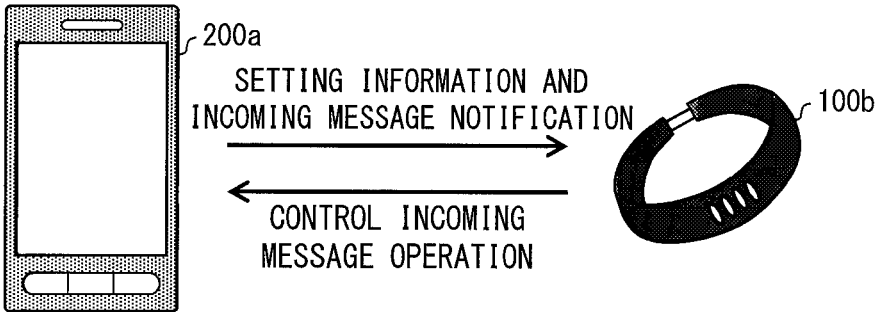 200a
SETTING INFORMATION AND
INCOMING MESSAGE NOTIFICATION
100b
CONTROL INCOMING
MESSAGE OPERATION